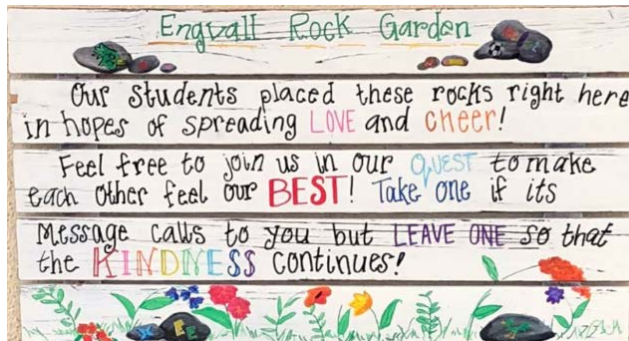 Engvall Rock Garden
Our students placed these rocks right here
in hopes of spreading LOVE and cheer!
Feel free to join us in our QUEST to make
each other feel our BEST! Take one if its
Message calls to you but LEAVE ONE so that
the KINDNESS continues!